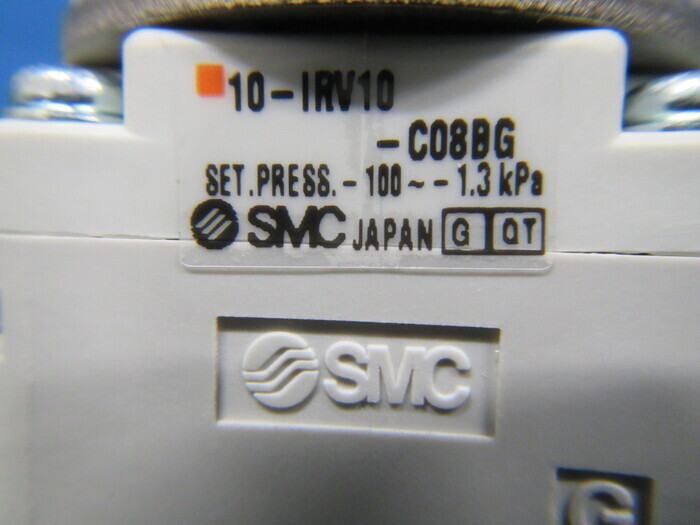 10-IRV10
-C08BG
SET.PRESS. - 100 ~ - 1.3 kPa
SMC JAPAN G QT
SMC
G